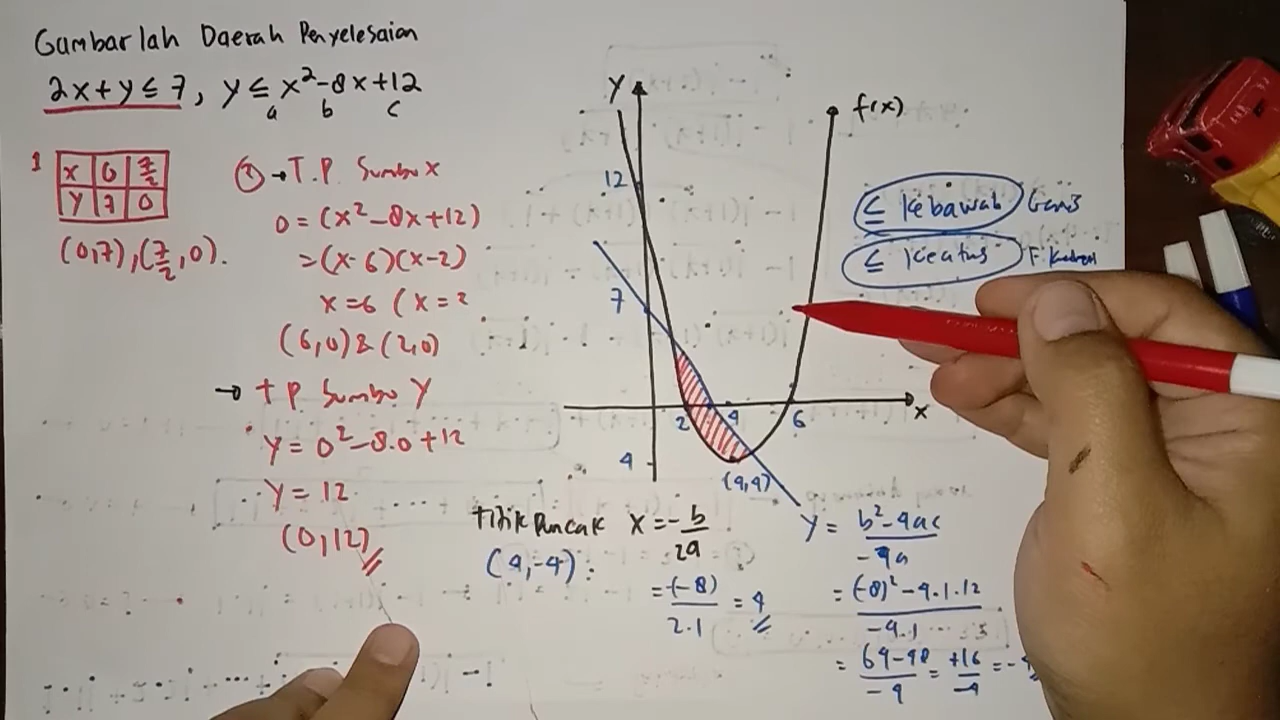 Gambarlah Daerah Penyelesaian
2x+y ≤ 7, y ≤ x²-8x+12
a b c
1
x 0 7/2
y 7 0
(0,7),(7/2,0).
② → T.P. Sumbu x
0 = (x²-8x+12)
=(x-6)(x-2)
x=6 ( x=2
(6,0)&(2,0)
→ T P. Sumbu Y
y = 0²-8.0+12
y = 12
(0,12)
y
f(x)
12
7
2
4
6
x
4
(4,4)
≤ kebawah Garis
≤ keatas F. Kuadrat
Titik Puncak
(4,-4):
x = -b/2a
= -(-8)/2.1 = 4
y = b²-4ac/-4a
= (-8)²-4.1.12/-4.1
= 64-48/-4 = +16/-4 = -4